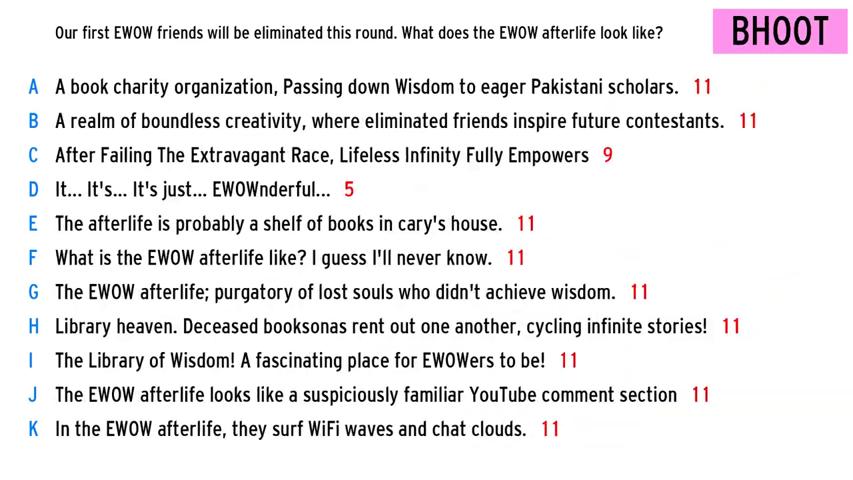 Our first EWOW friends will be eliminated this round. What does the EWOW afterlife look like?
BHOOT
A A book charity organization, Passing down Wisdom to eager Pakistani scholars. 11
B A realm of boundless creativity, where eliminated friends inspire future contestants. 11
C After Failing The Extravagant Race, Lifeless Infinity Fully Empowers 9
D It... It's... It's just... EWOWnderful... 5
E The afterlife is probably a shelf of books in cary's house. 11
F What is the EWOW afterlife like? I guess I'll never know. 11
G The EWOW afterlife; purgatory of lost souls who didn't achieve wisdom. 11
H Library heaven. Deceased booksonas rent out one another, cycling infinite stories! 11
I The Library of Wisdom! A fascinating place for EWOWers to be! 11
J The EWOW afterlife looks like a suspiciously familiar YouTube comment section 11
K In the EWOW afterlife, they surf WiFi waves and chat clouds. 11